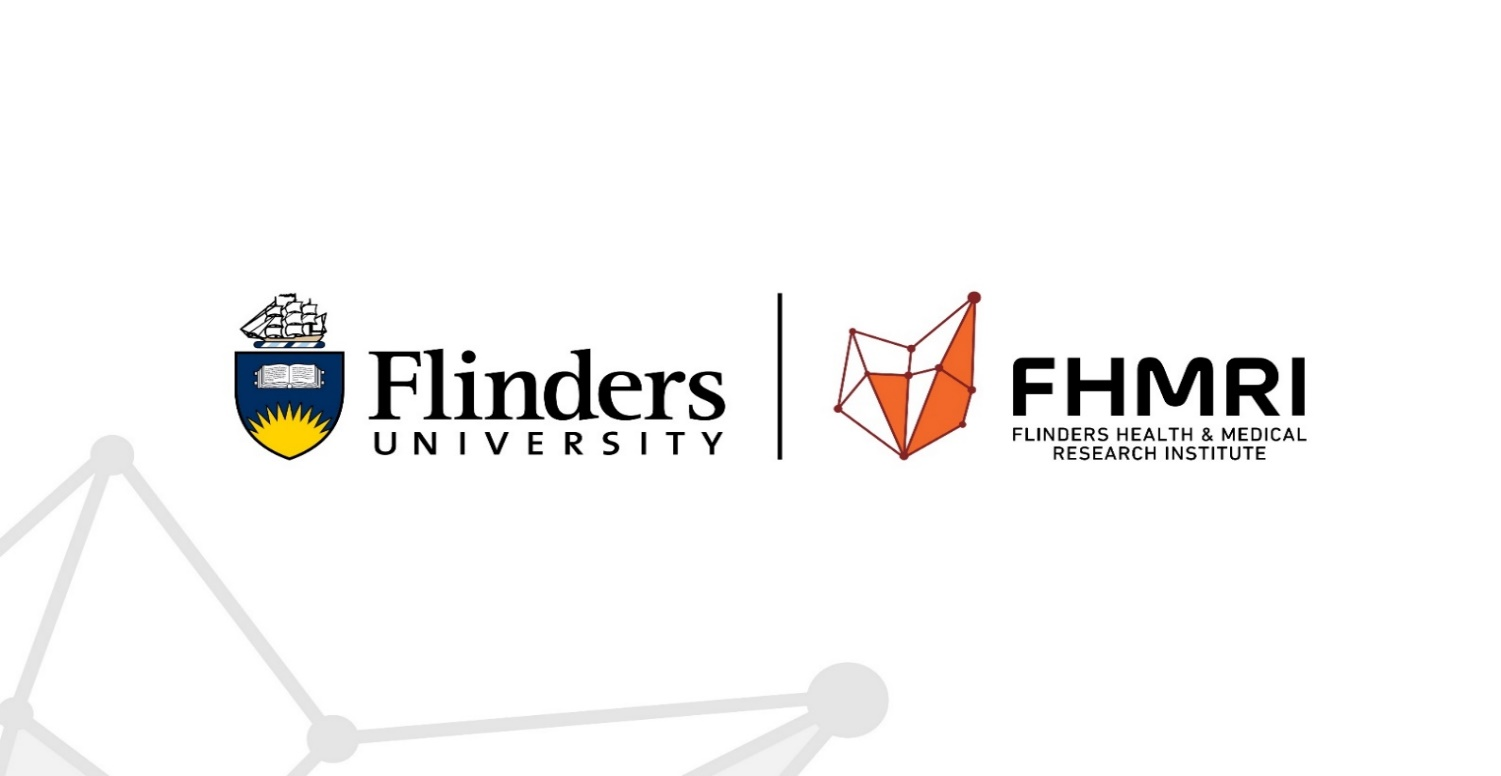 Flinders
UNIVERSITY
FHMRI
FLINDERS HEALTH & MEDICAL
RESEARCH INSTITUTE